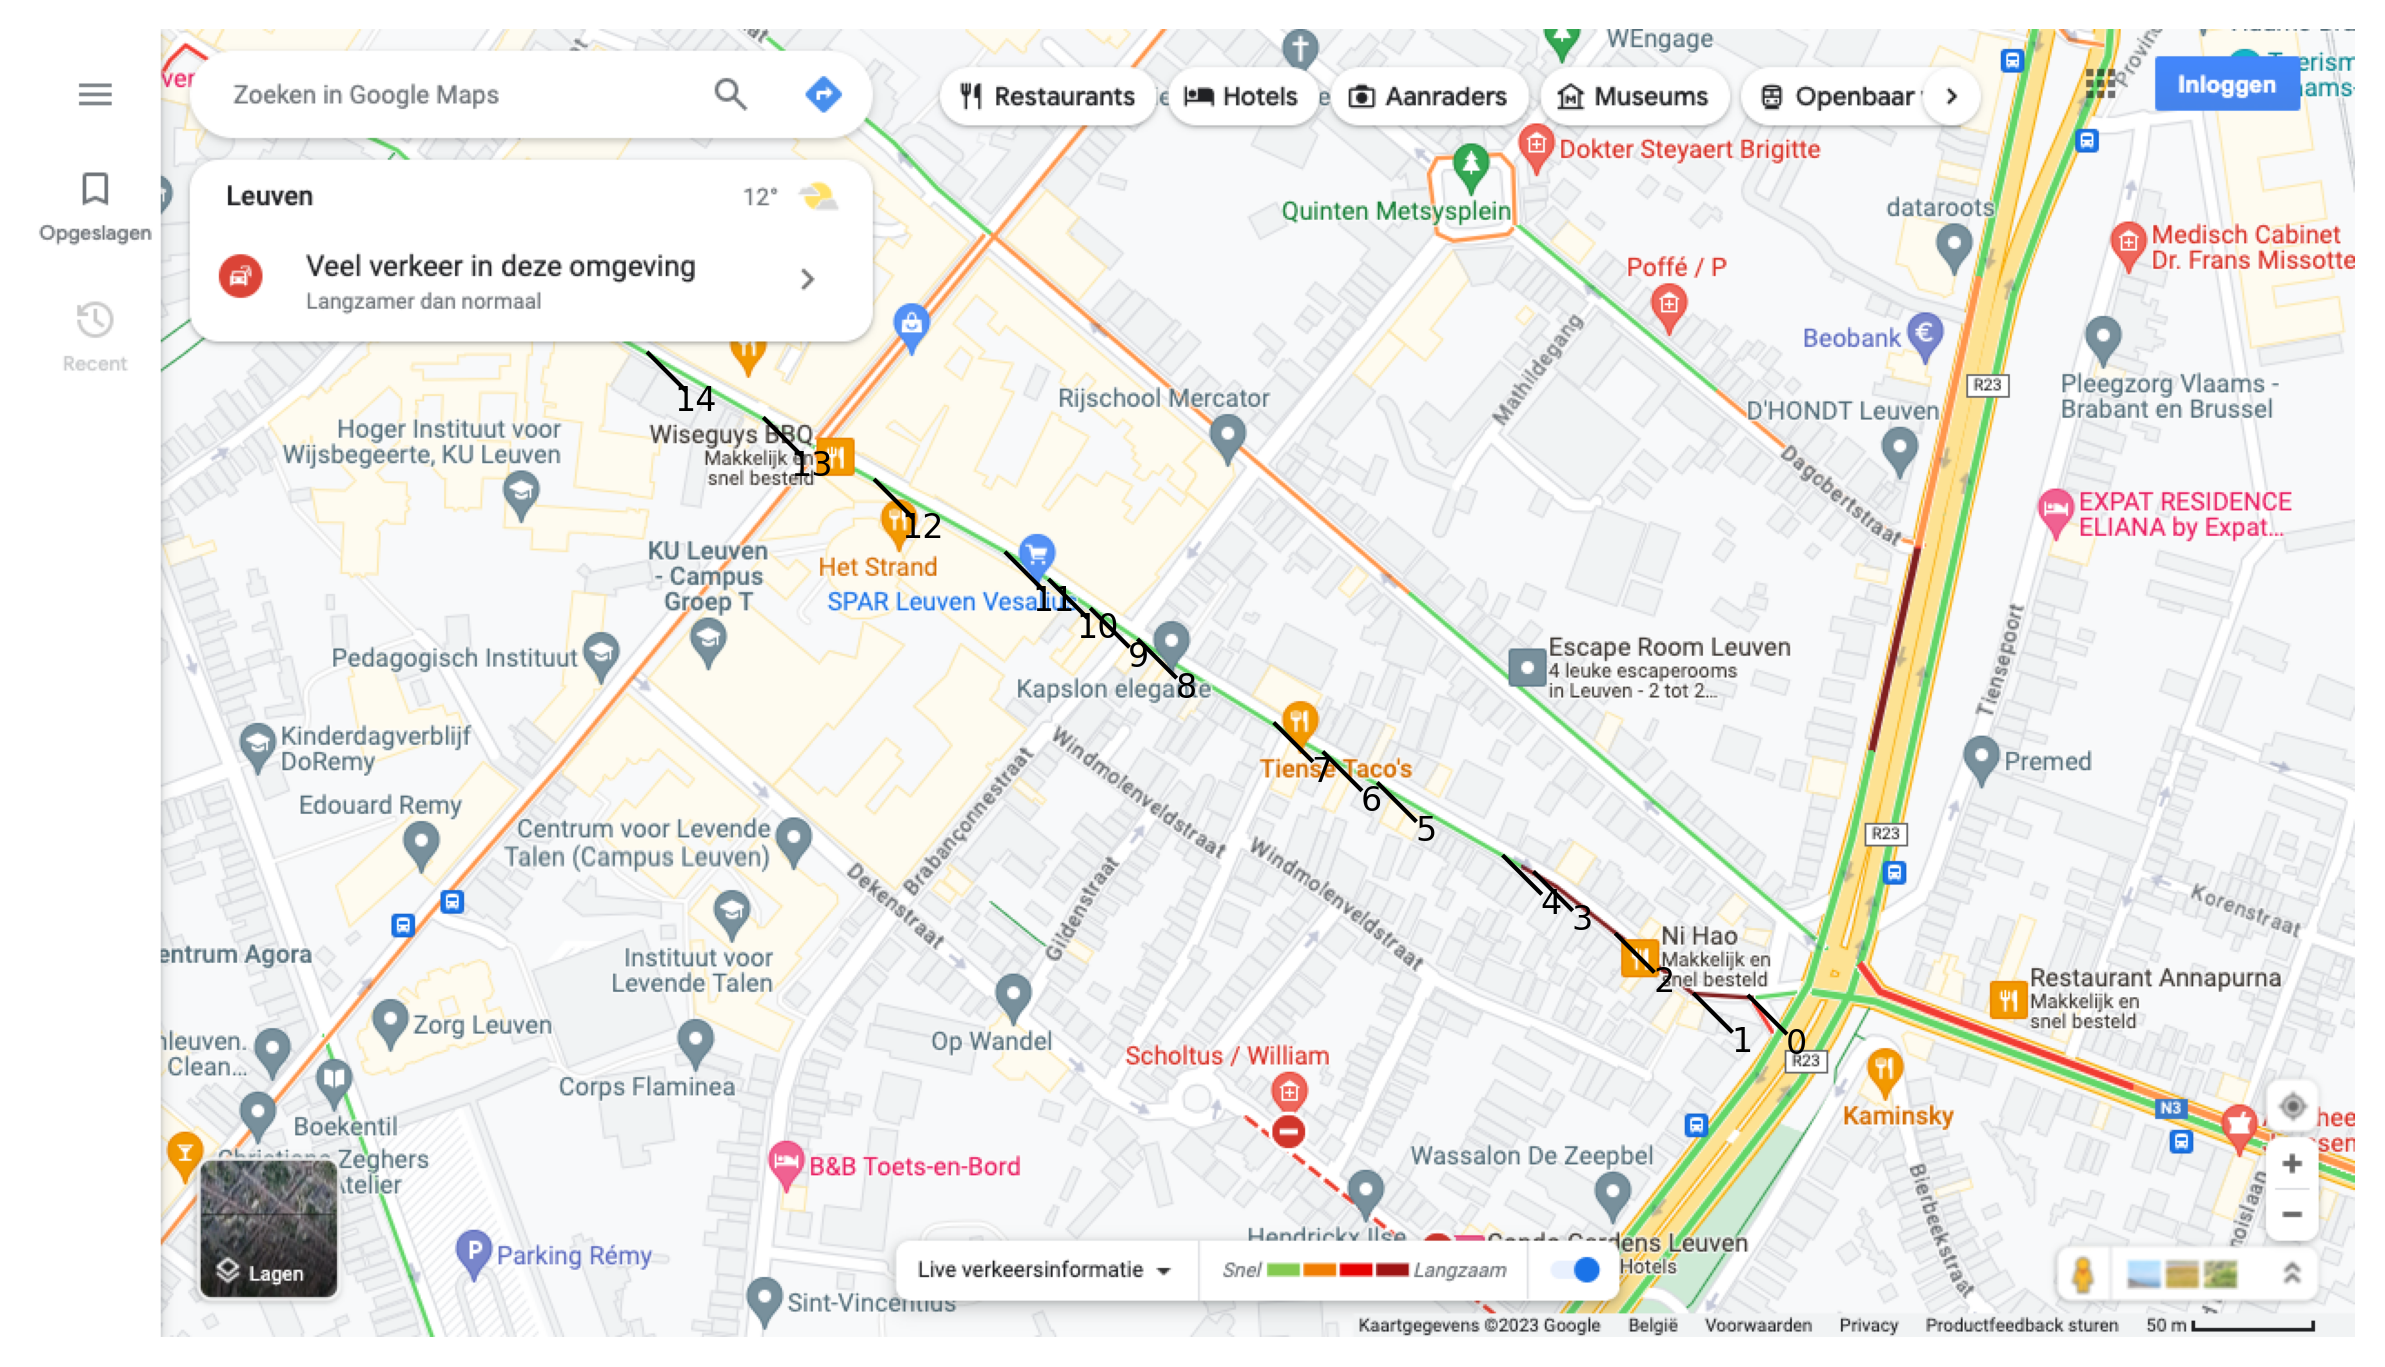 Zoeken in Google Maps
Restaurants
Hotels
Aanraders
Museums
Openbaar
Inloggen
Opgeslagen
Recent
Leuven
12°
Veel verkeer in deze omgeving
Langzamer dan normaal
WEngage
Dokter Steyaert Brigitte
Quinten Metsysplein
dataroots
Medisch Cabinet
Dr. Frans Missotte
Poffé / P
Beobank
R23
Mathildegang
Pleegzorg Vlaams -
Brabant en Brussel
Rijschool Mercator
D'HONDT Leuven
Dagobertstraat
Hoger Instituut voor
Wijsbegeerte, KU Leuven
14
Wiseguys BBQ
Makkelijk en
snel besteld
13
12
Het Strand
EXPAT RESIDENCE
ELIANA by Expat...
KU Leuven
- Campus
Groep T
SPAR Leuven Vesalius
11
10
9
8
Kapslon elegante
Pedagogisch Instituut
Escape Room Leuven
4 leuke escaperooms
in Leuven - 2 tot 2...
Tiensepoort
Kinderdagverblijf
DoRemy
Premed
Tiense Taco's
7
6
5
Windmolenveldstraat
Windmolenveldstraat
Brabançonnestraat
Edouard Remy
Centrum voor Levende
Talen (Campus Leuven)
R23
Dekenstraat
Gildenstraat
4
3
Korenstraat
entrum Agora
Instituut voor
Levende Talen
Ni Hao
Makkelijk en
snel besteld
2
1
0
Restaurant Annapurna
Makkelijk en
snel besteld
Zorg Leuven
Op Wandel
R23
nleuven.
Clean...
Corps Flaminea
Scholtus / William
Kaminsky
N3
Boekentil
Christiane Zeghers
Atelier
B&B Toets-en-Bord
Wassalon De Zeepbel
Bierbeekstraat
Hendrickx Ilse
Condo Gardens Leuven
Hotels
P
Parking Rémy
Lagen
Sint-Vincentius
Live verkeersinformatie
Snel
Langzaam
Kaartgegevens ©2023 Google
België
Voorwaarden
Privacy
Productfeedback sturen
50 m